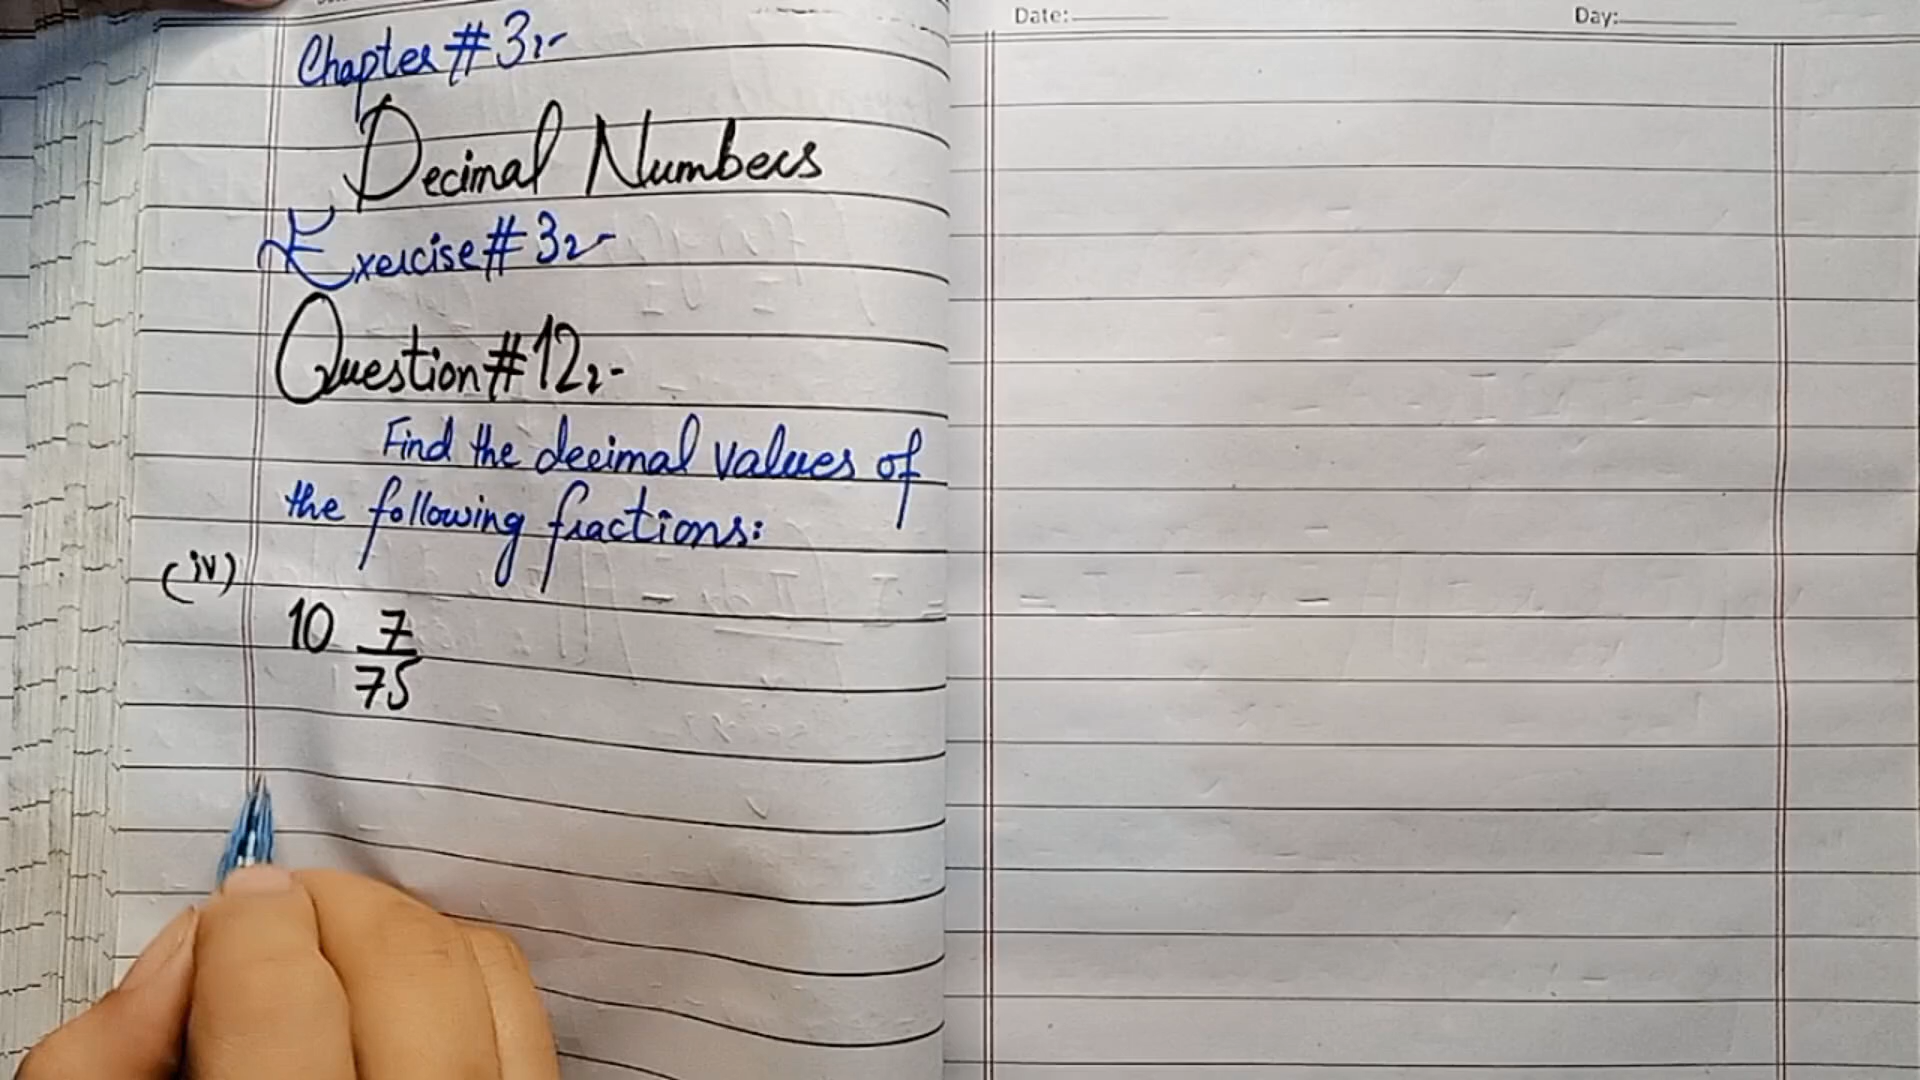 Date: Day:
Chapter # 3:-
Decimal Numbers
Exercise # 3:-
Question # 12:-
Find the decimal values of
the following fractions:
(iv)
10 7/75